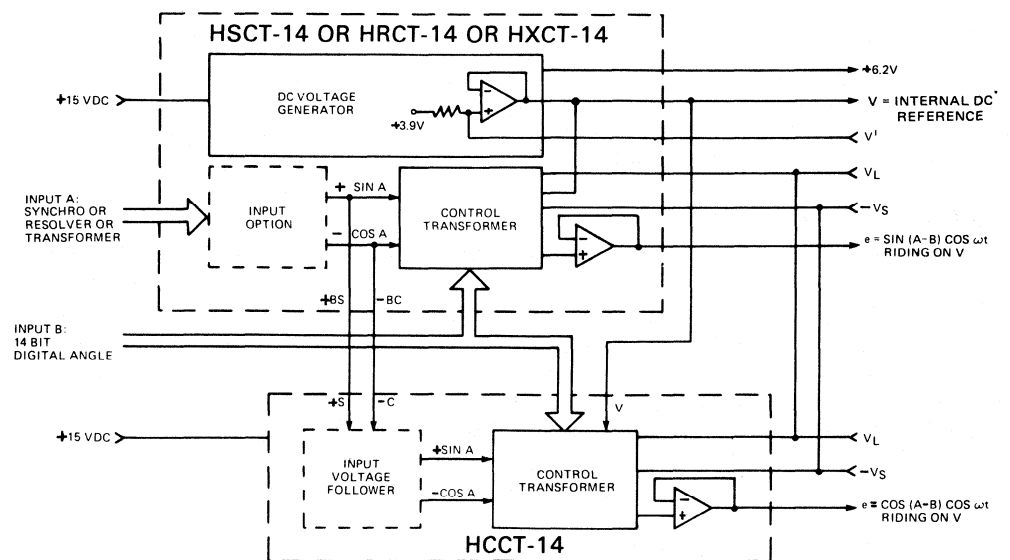 HSCT-14 OR HRCT-14 OR HXCT-14
+15 VDC
DC VOLTAGE
GENERATOR
+3.9V
-
+
+6.2V
V = INTERNAL DC*
REFERENCE
V'
VL
-VS
INPUT A:
SYNCHRO OR
RESOLVER OR
TRANSFORMER
INPUT
OPTION
+ SIN A
- COS A
CONTROL
TRANSFORMER
-
+
e = SIN (A-B) COS ωt
RIDING ON V
+BS
-BC
INPUT B:
14 BIT
DIGITAL ANGLE
+S
-C
V
+15 VDC
INPUT
VOLTAGE
FOLLOWER
+SIN A
-COS A
CONTROL
TRANSFORMER
-
+
VL
-VS
e = COS (A-B) COS ωt
RIDING ON V
HCCT-14